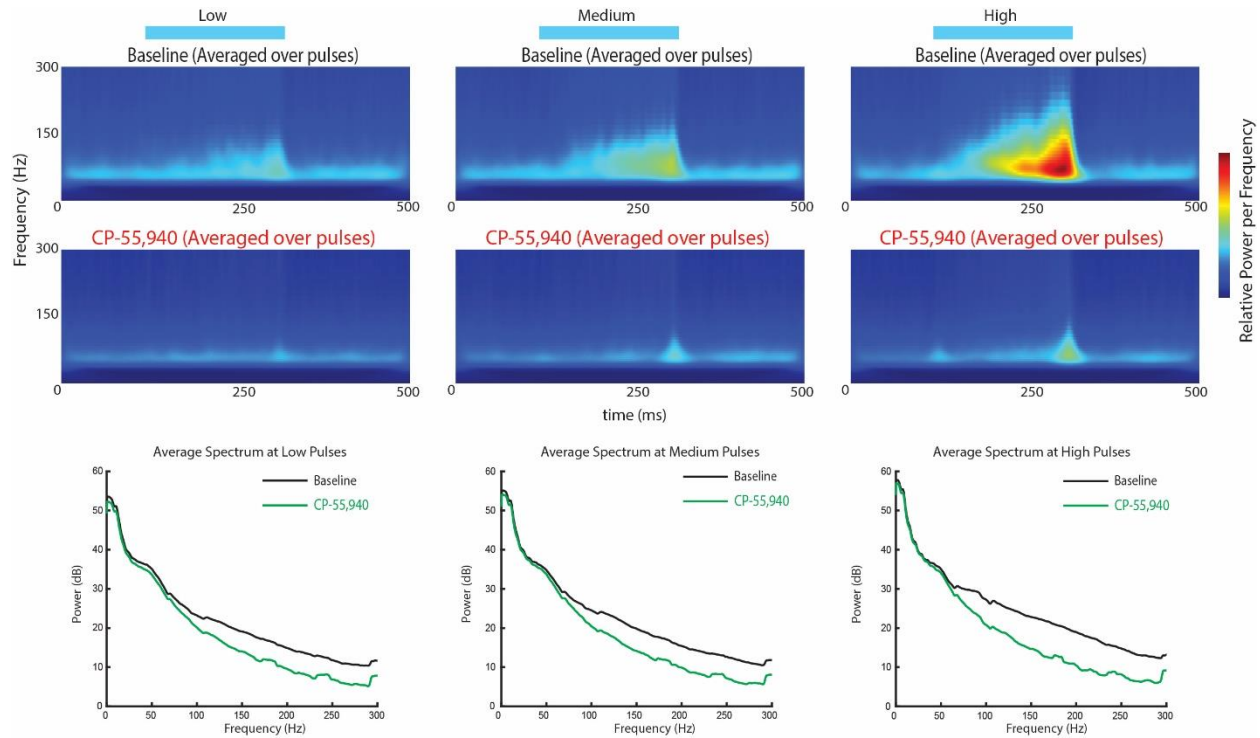 Low
Medium
High
Baseline (Averaged over pulses)
Baseline (Averaged over pulses)
Baseline (Averaged over pulses)
300
150
0
250
500
0
250
500
0
250
500
Frequency (Hz)
Relative Power per Frequency
CP-55,940 (Averaged over pulses)
CP-55,940 (Averaged over pulses)
CP-55,940 (Averaged over pulses)
300
150
0
0
250
500
0
250
500
0
250
500
time (ms)
Average Spectrum at Low Pulses
60
50
40
30
20
10
0
Power (dB)
Baseline
CP-55,940
0
50
100
150
200
250
300
Frequency (Hz)
Average Spectrum at Medium Pulses
60
50
40
30
20
10
0
Power (dB)
Baseline
CP-55,940
0
50
100
150
200
250
300
Frequency (Hz)
Average Spectrum at High Pulses
60
50
40
30
20
10
0
Power (dB)
Baseline
CP-55,940
0
50
100
150
200
250
300
Frequency (Hz)